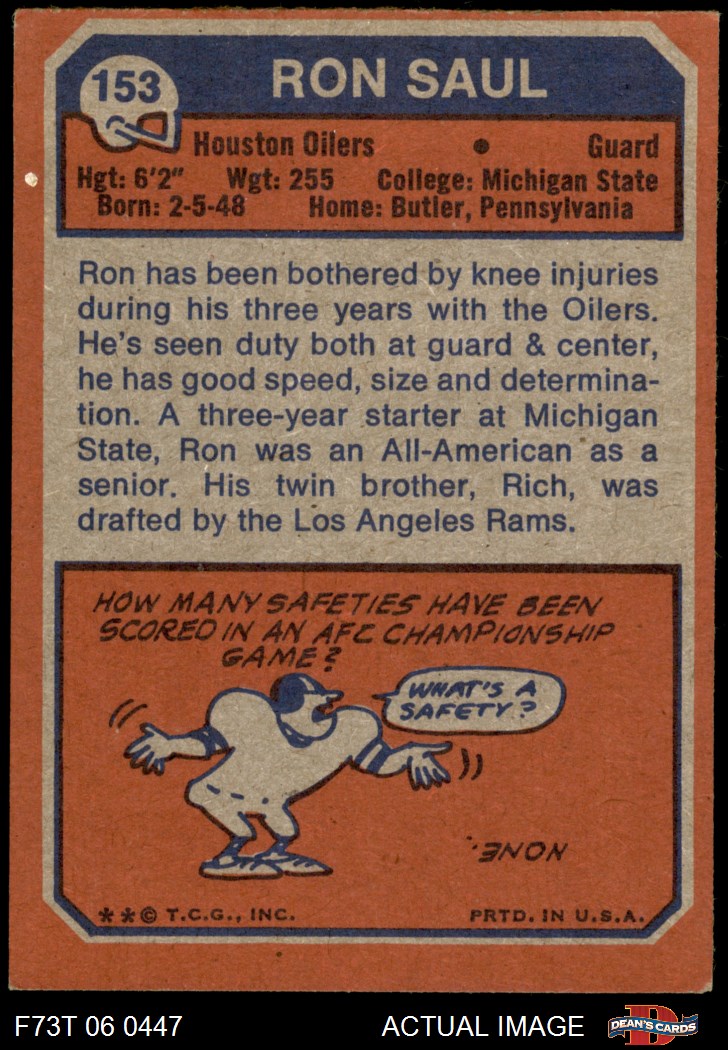 153
RON SAUL
Houston Oilers • Guard
Hgt: 6'2" Wgt: 255 College: Michigan State
Born: 2-5-48 Home: Butler, Pennsylvania
Ron has been bothered by knee injuries
during his three years with the Oilers.
He's seen duty both at guard & center,
he has good speed, size and determina-
tion. A three-year starter at Michigan
State, Ron was an All-American as a
senior. His twin brother, Rich, was
drafted by the Los Angeles Rams.
HOW MANY SAFETIES HAVE BEEN
SCORED IN AN AFC CHAMPIONSHIP
GAME?
WHAT'S A
SAFETY?
NONE.
**© T.C.G., INC. PRTD. IN U.S.A.
F73T 06 0447 ACTUAL IMAGE
D
DEAN'S CARDS